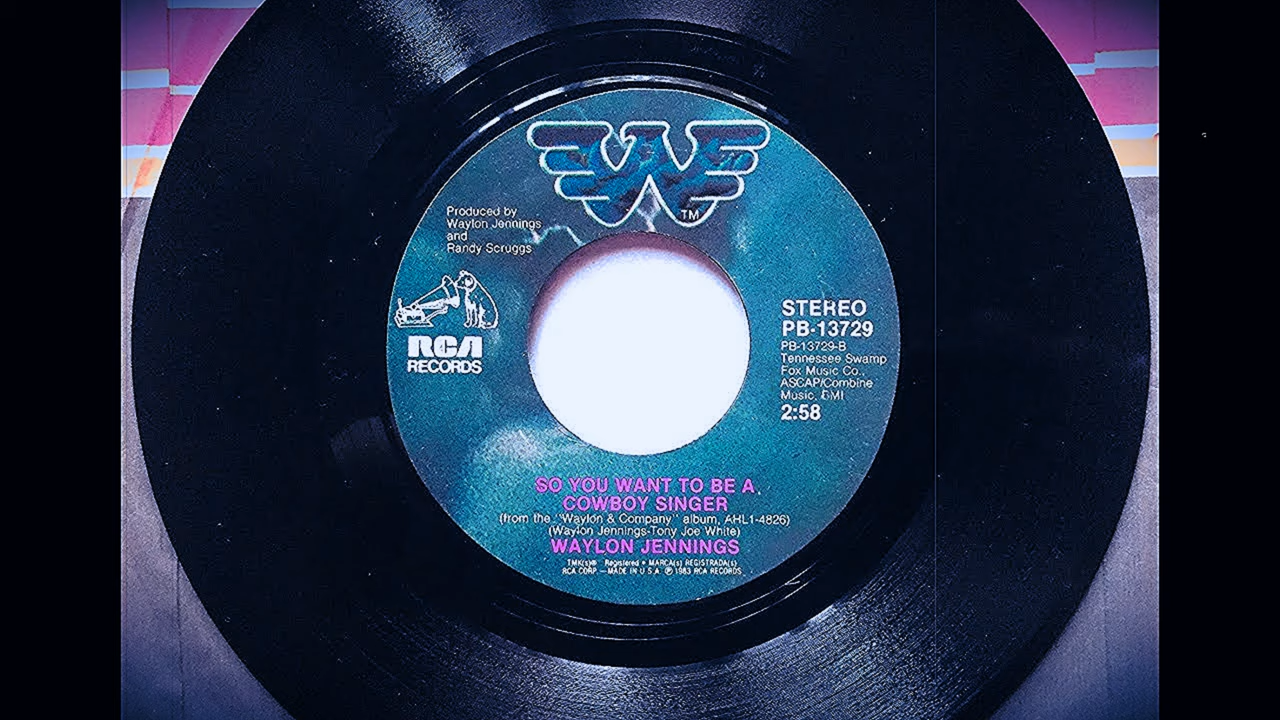 W
TM
Produced by
Waylon Jennings
and
Randy Scruggs
RCA
RECORDS
STEREO
PB-13729
PB-13729-B
Tennessee Swamp
Fox Music Co.,
ASCAP/Combine
Music, BMI
2:58
SO YOU WANT TO BE A
COWBOY SINGER
(from the "Waylon & Company" album, AHL1-4826)
(Waylon Jennings-Tony Joe White)
WAYLON JENNINGS
TMK(s)® Registered • MARCA(s) REGISTRADA(s)
RCA CORP. — MADE IN U.S.A. ℗ 1983 RCA RECORDS